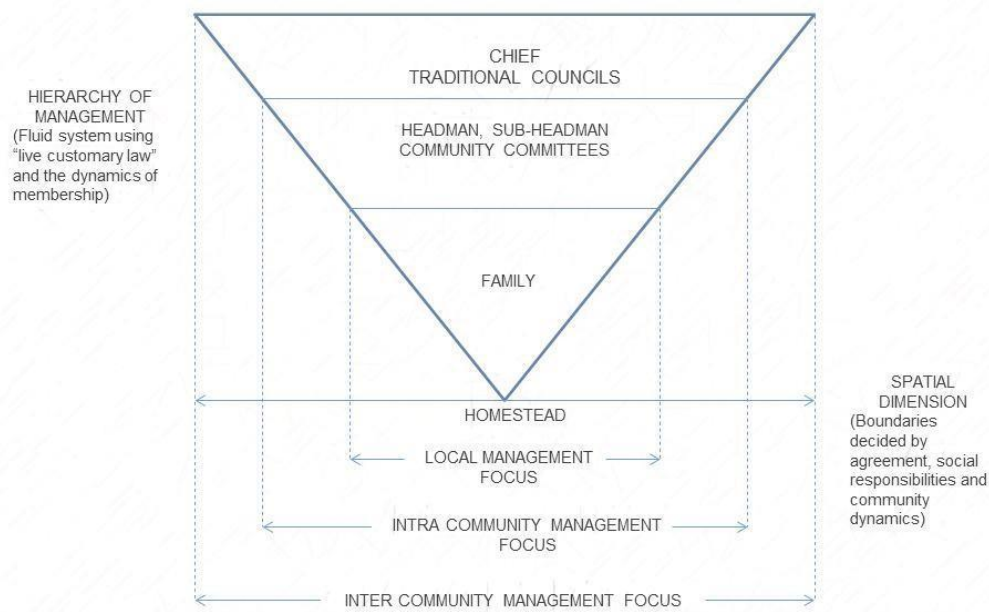 CHIEF
TRADITIONAL COUNCILS
HIERARCHY OF
MANAGEMENT
(Fluid system using
“live customary law”
and the dynamics of
membership)
HEADMAN, SUB-HEADMAN
COMMUNITY COMMITTEES
FAMILY
HOMESTEAD
SPATIAL
DIMENSION
(Boundaries
decided by
agreement, social
responsibilities and
community
dynamics)
LOCAL MANAGEMENT
FOCUS
INTRA COMMUNITY MANAGEMENT
FOCUS
INTER COMMUNITY MANAGEMENT FOCUS